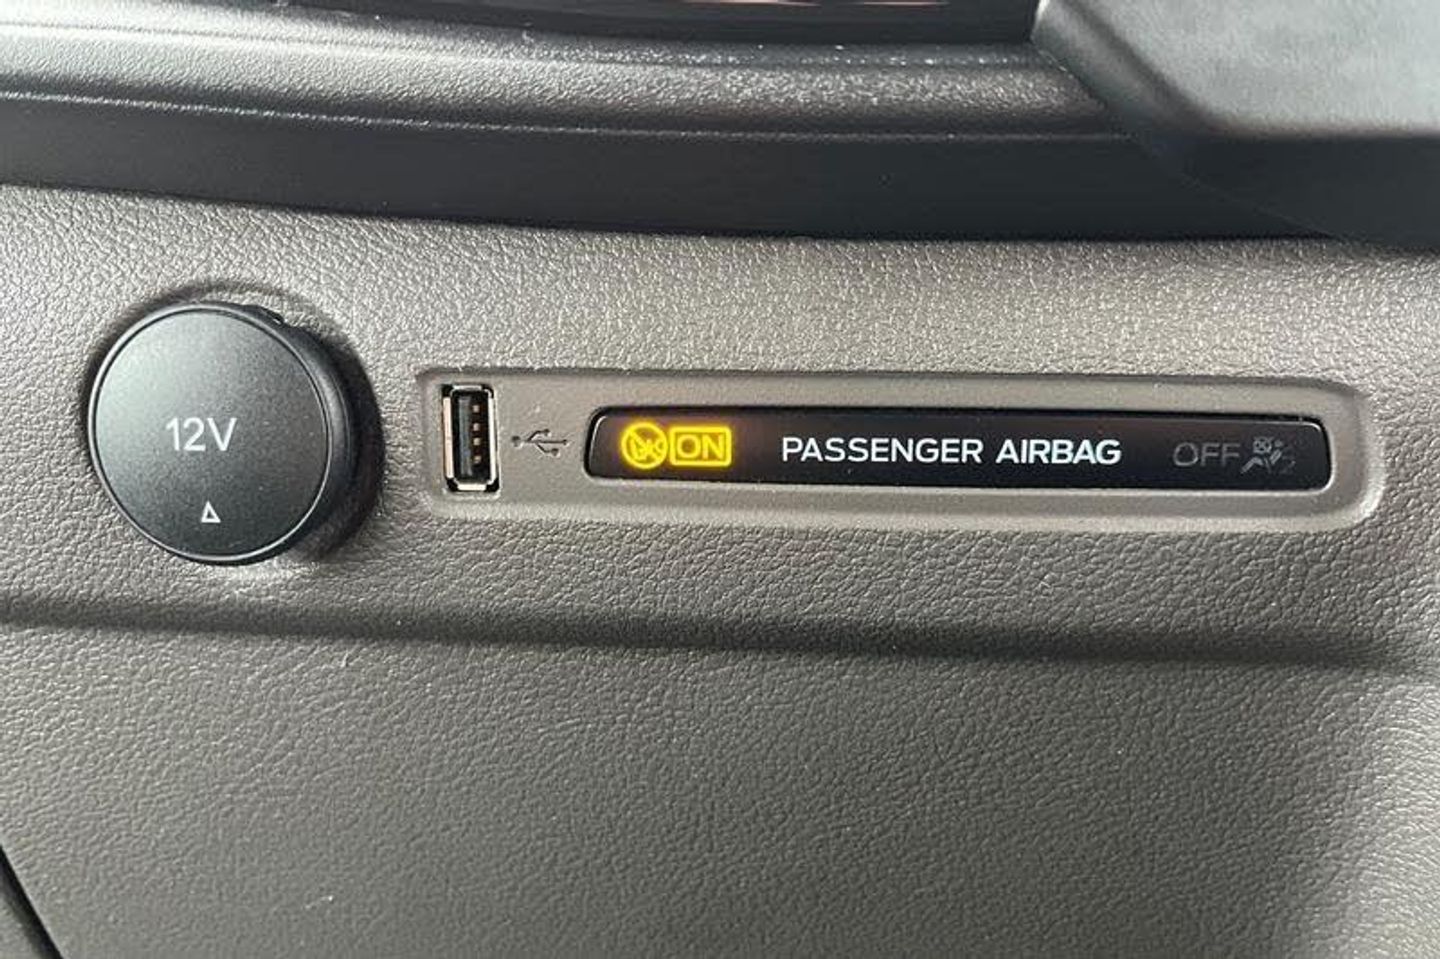 12V
ON PASSENGER AIRBAG OFF